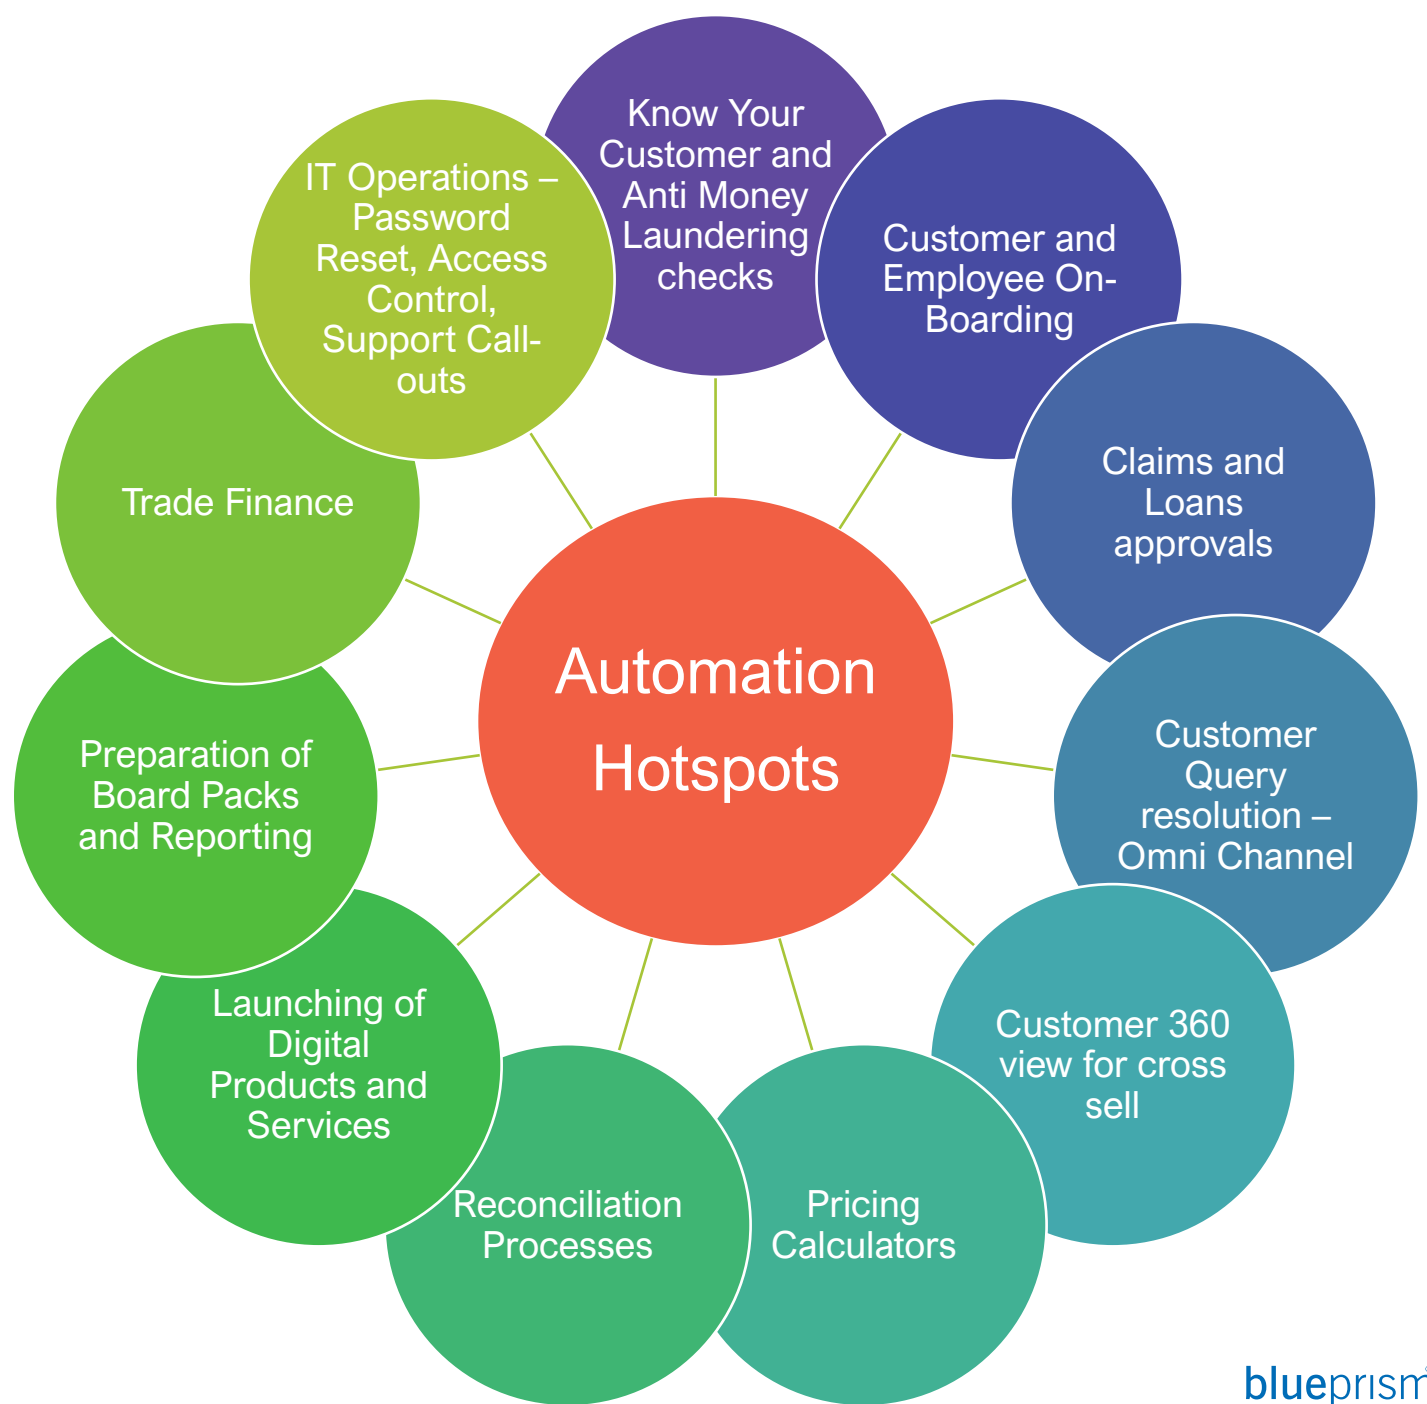 Know Your
Customer and
Anti Money
Laundering
checks
Customer and
Employee On-
Boarding
Claims and
Loans
approvals
Customer
Query
resolution –
Omni Channel
Customer 360
view for cross
sell
Pricing
Calculators
Reconciliation
Processes
Launching of
Digital
Products and
Services
Preparation of
Board Packs
and Reporting
Trade Finance
IT Operations –
Password
Reset, Access
Control,
Support Call-
outs
Automation
Hotspots
blueprism